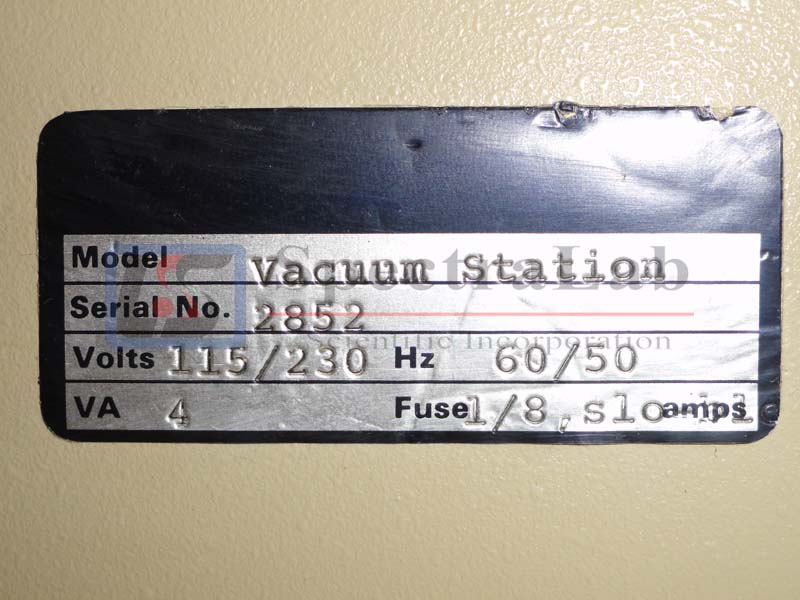 Model Vacuum Station
SpectraLab
Serial No. 2852
Scientific Incorporation
Volts 115/230 Hz 60/50
VA 4 Fuse 1/8, amps